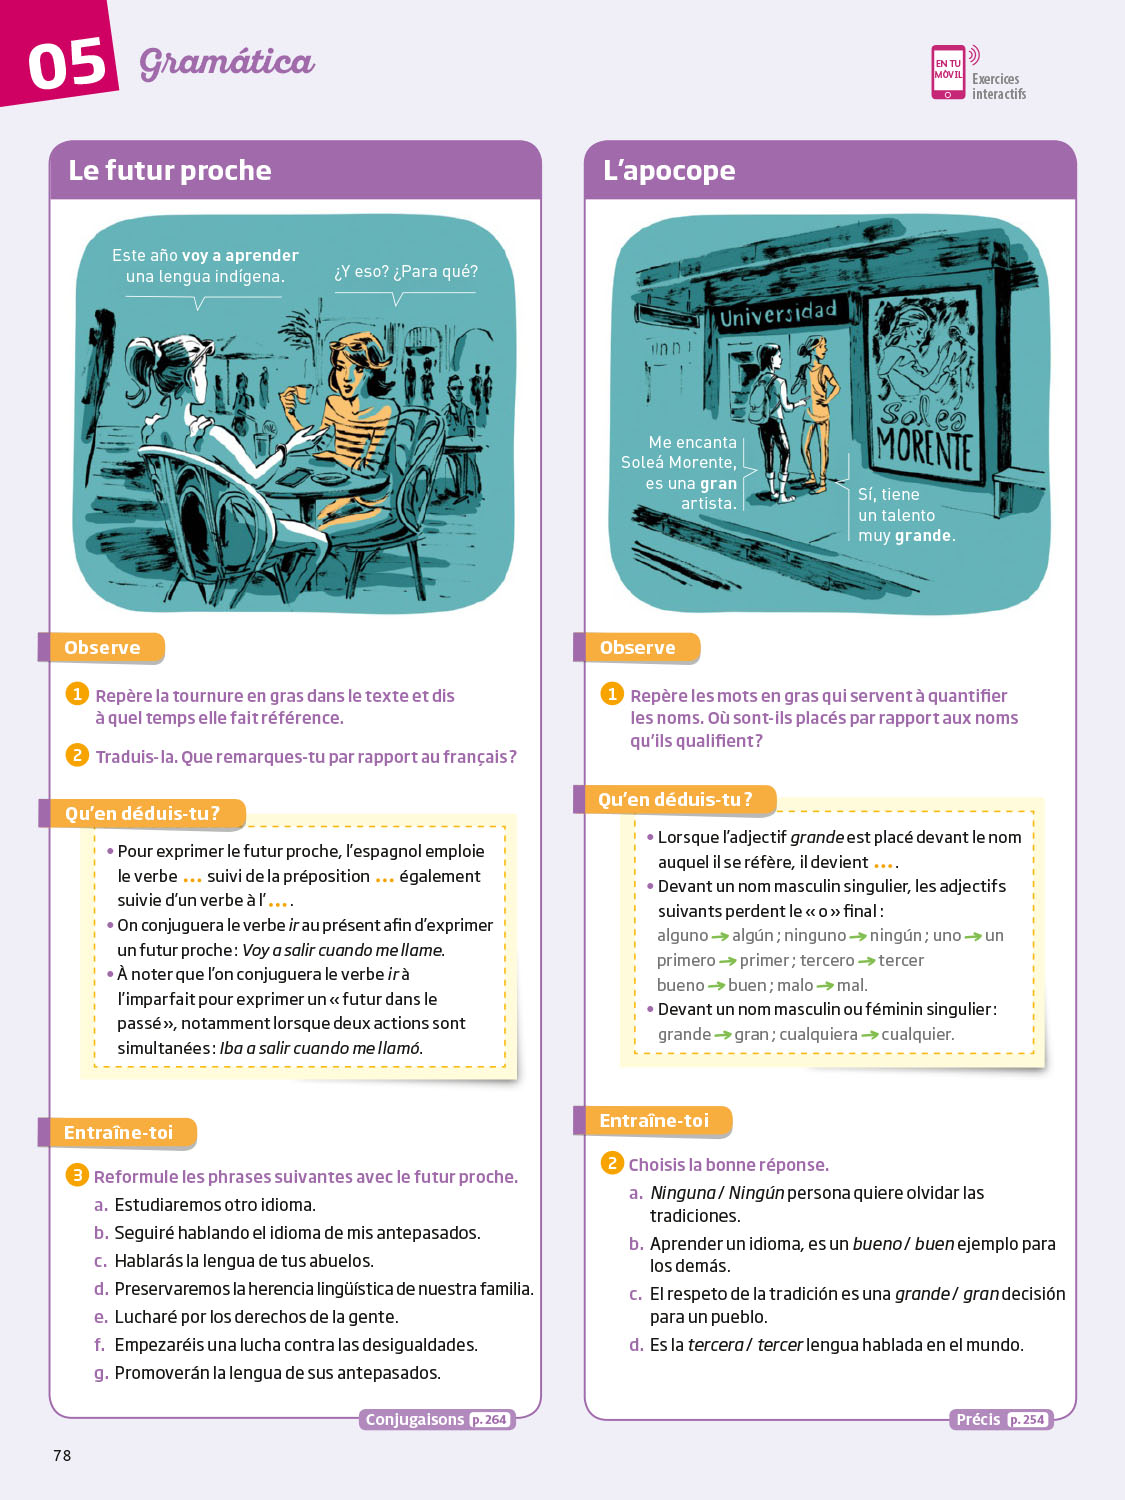 05
Gramática
EN TU
MÓVIL
Exercices
interactifs
Le futur proche
Este año voy a aprender
una lengua indígena.
¿Y eso? ¿Para qué?
Observe
1 Repère la tournure en gras dans le texte et dis
à quel temps elle fait référence.
2 Traduis-la. Que remarques-tu par rapport au français ?
Qu'en déduis-tu ?
• Pour exprimer le futur proche, l'espagnol emploie
le verbe ... suivi de la préposition ... également
suivie d'un verbe à l'... .
• On conjuguera le verbe ir au présent afin d'exprimer
un futur proche : Voy a salir cuando me llame.
• À noter que l'on conjuguera le verbe ir à
l'imparfait pour exprimer un « futur dans le
passé », notamment lorsque deux actions sont
simultanées : Iba a salir cuando me llamó.
Entraîne-toi
3 Reformule les phrases suivantes avec le futur proche.
a. Estudiaremos otro idioma.
b. Seguiré hablando el idioma de mis antepasados.
c. Hablarás la lengua de tus abuelos.
d. Preservaremos la herencia lingüística de nuestra familia.
e. Lucharé por los derechos de la gente.
f. Empezaréis una lucha contra las desigualdades.
g. Promoverán la lengua de sus antepasados.
Conjugaisons p. 264
L'apocope
Universidad
Soleá
MORENTE
Me encanta
Soleá Morente,
es una gran
artista.
Sí, tiene
un talento
muy grande.
Observe
1 Repère les mots en gras qui servent à quantifier
les noms. Où sont-ils placés par rapport aux noms
qu'ils qualifient ?
Qu'en déduis-tu ?
• Lorsque l'adjectif grande est placé devant le nom
auquel il se réfère, il devient ... .
• Devant un nom masculin singulier, les adjectifs
suivants perdent le « o » final :
alguno → algún ; ninguno → ningún ; uno → un
primero → primer ; tercero → tercer
bueno → buen ; malo → mal.
• Devant un nom masculin ou féminin singulier :
grande → gran ; cualquiera → cualquier.
Entraîne-toi
2 Choisis la bonne réponse.
a. Ninguna / Ningún persona quiere olvidar las
tradiciones.
b. Aprender un idioma, es un bueno / buen ejemplo para
los demás.
c. El respeto de la tradición es una grande / gran decisión
para un pueblo.
d. Es la tercera / tercer lengua hablada en el mundo.
Précis p. 254
78